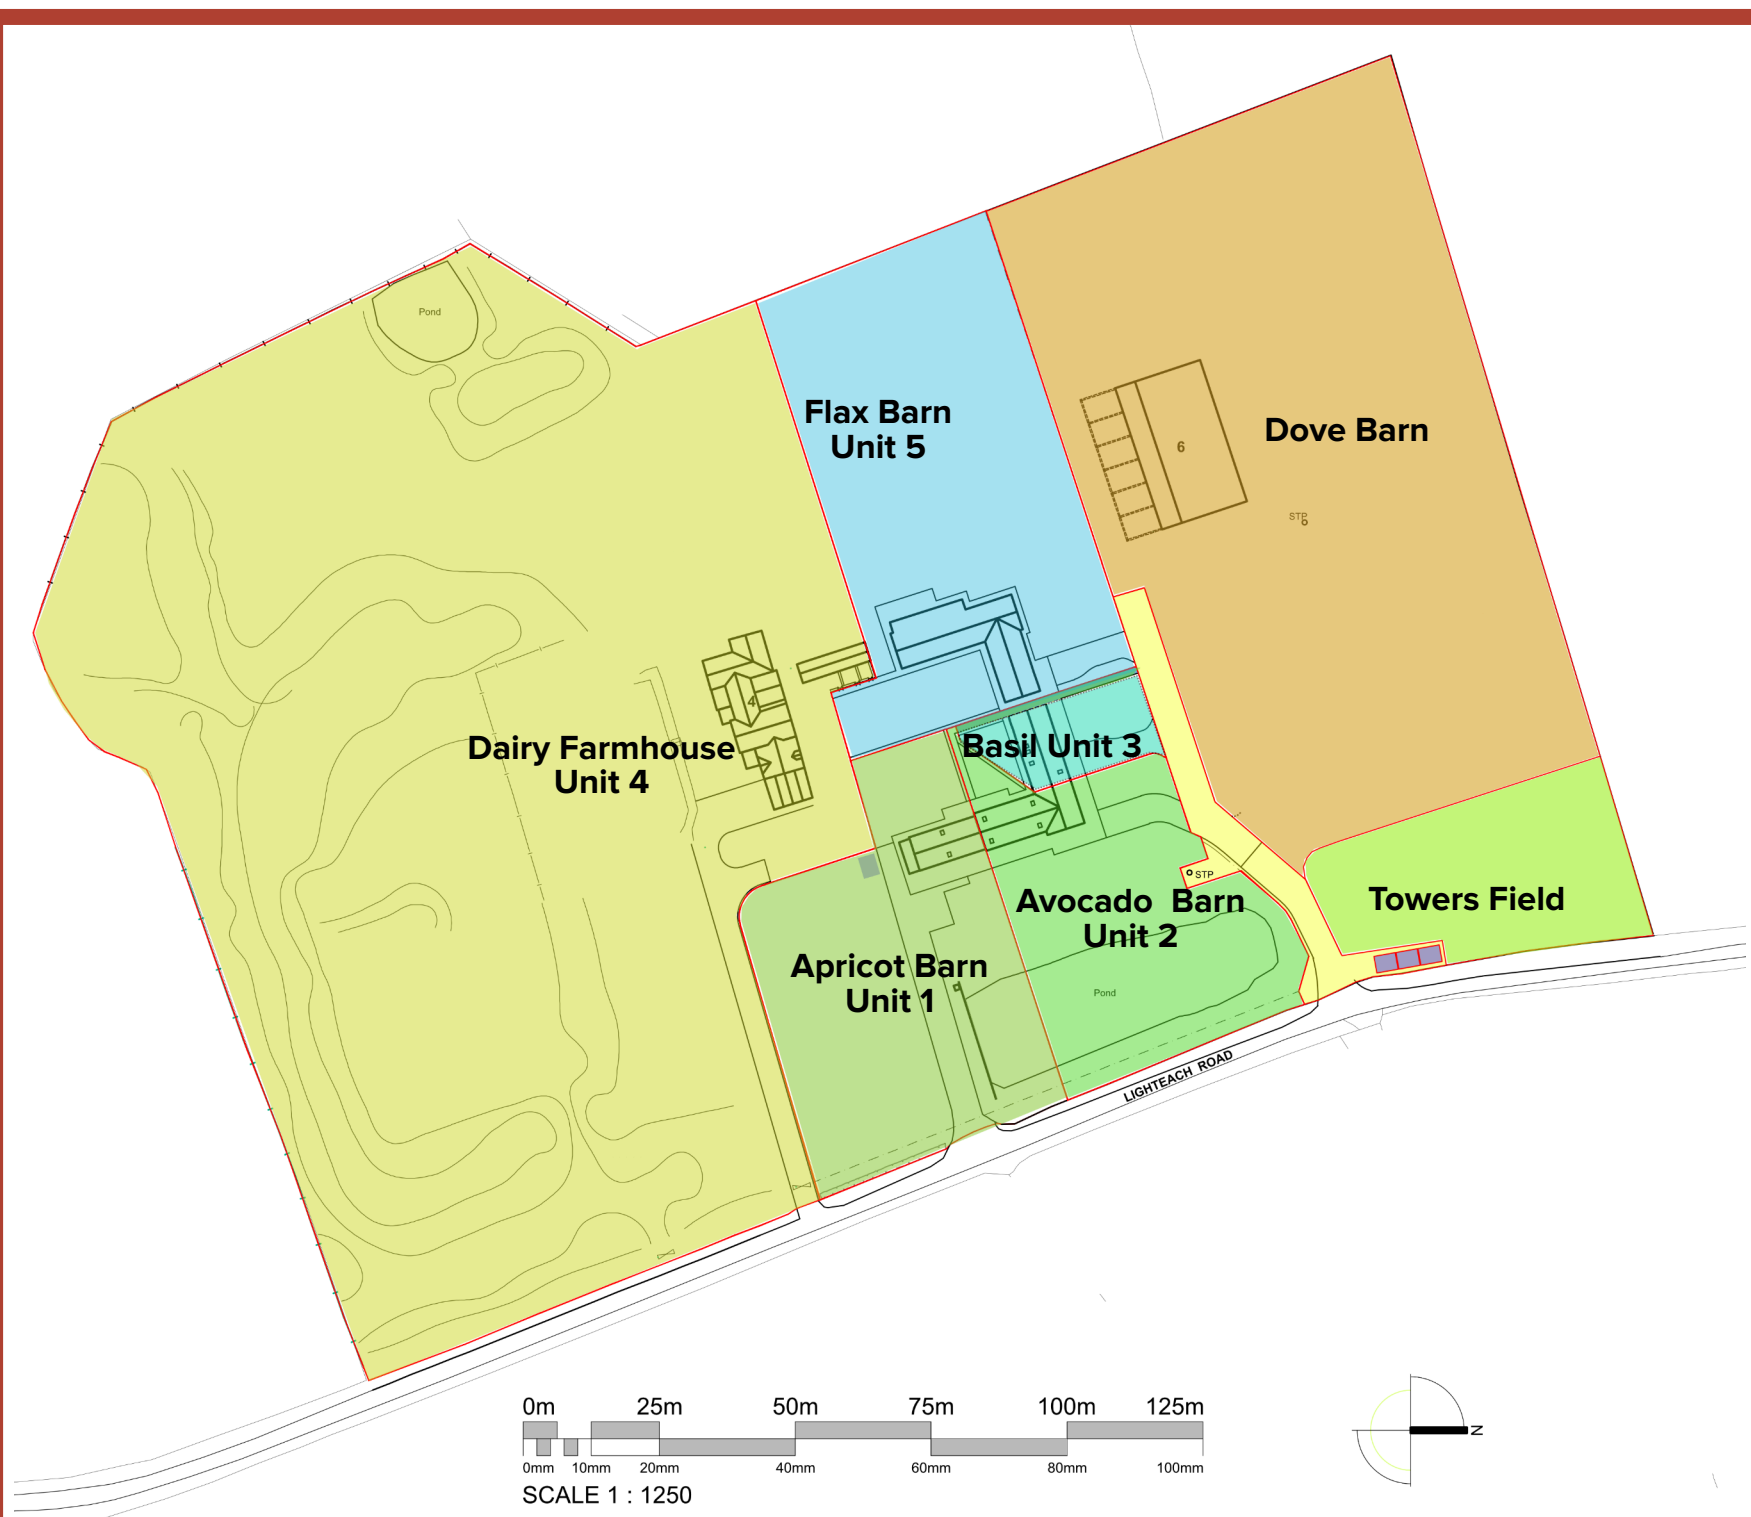 Pond
Flax Barn
Unit 5
Dove Barn
6
STP
4
Dairy Farmhouse
Unit 4
Basil Unit 3
STP
Avocado Barn
Unit 2
Towers Field
Apricot Barn
Unit 1
Pond
LIGHTEACH ROAD
0m 25m 50m 75m 100m 125m
0mm 10mm 20mm 40mm 60mm 80mm 100mm
SCALE 1 : 1250
N